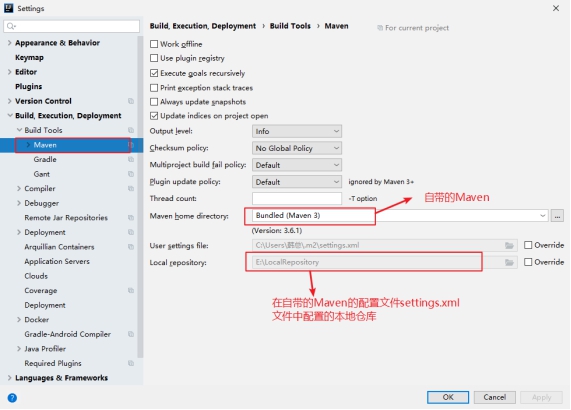 Settings
Appearance & Behavior
Keymap
Editor
Plugins
Version Control
Build, Execution, Deployment
Build Tools
Maven
Gradle
Gant
Compiler
Debugger
Remote Jar Repositories
Deployment
Arquillian Containers
Application Servers
Clouds
Coverage
Deployment
Docker
Gradle-Android Compiler
Java Profiler
Required Plugins
Languages & Frameworks
Build, Execution, Deployment › Build Tools › Maven
For current project
Work offline
Use plugin registry
Execute goals recursively
Print exception stack traces
Always update snapshots
Update indices on project open
Output level: Info
Checksum policy: No Global Policy
Multiproject build fail policy: Default
Plugin update policy: Default ignored by Maven 3+
Thread count: -T option
自带的Maven
Maven home directory: Bundled (Maven 3) ...
(Version: 3.6.1)
User settings file: C:\Users\韩总\.m2\settings.xml Override
Local repository: E:\LocalRepository Override
在自带的Maven的配置文件settings.xml
文件中配置的本地仓库
? OK Cancel Apply